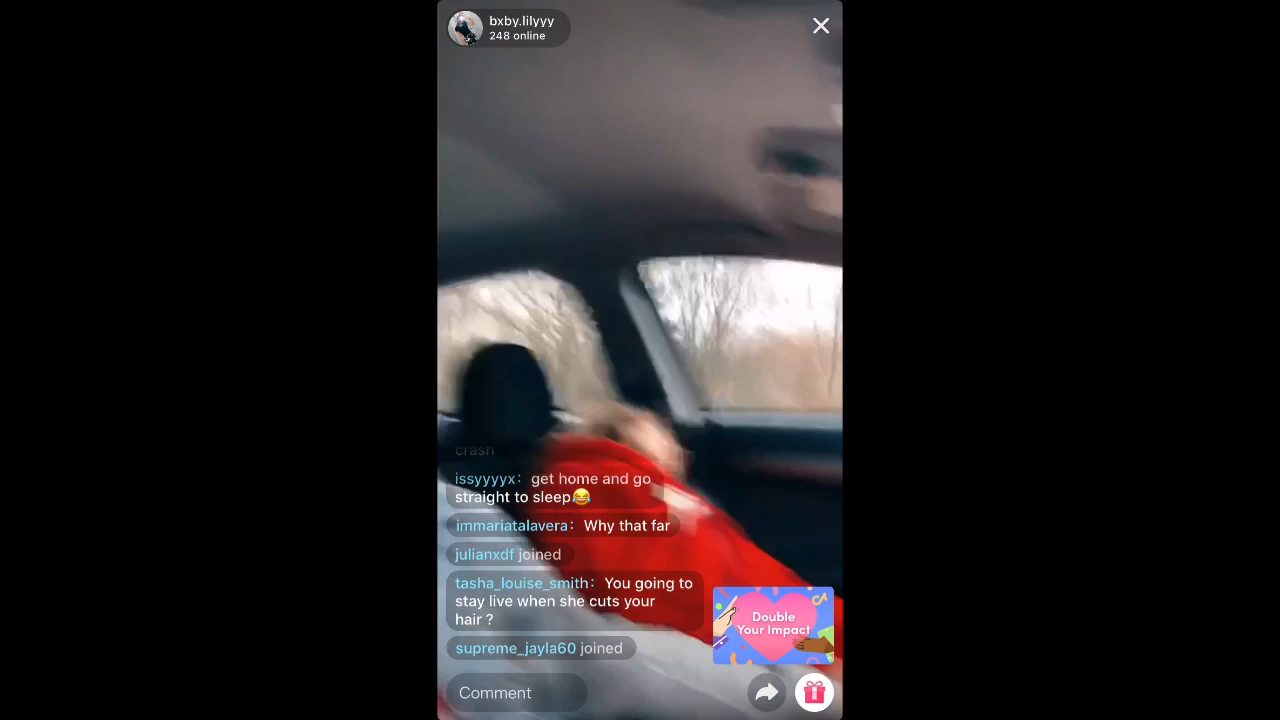 bxby.lilyyy
248 online
crash
issyyyyx: get home and go
straight to sleep😂
immariatalavera: Why that far
julianxdf joined
tasha_louise_smith: You going to
stay live when she cuts your
hair ?
supreme_jayla60 joined
Double
Your Impact
Comment